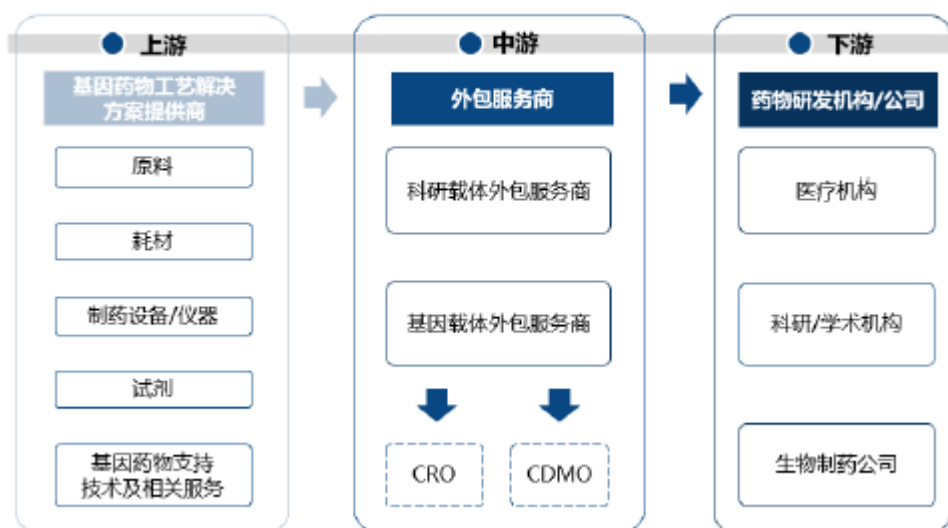 上游
基因药物工艺解决
方案提供商
原料
耗材
制药设备/仪器
试剂
基因药物支持
技术及相关服务
中游
外包服务商
科研载体外包服务商
基因载体外包服务商
CRO
CDMO
下游
药物研发机构/公司
医疗机构
科研/学术机构
生物制药公司